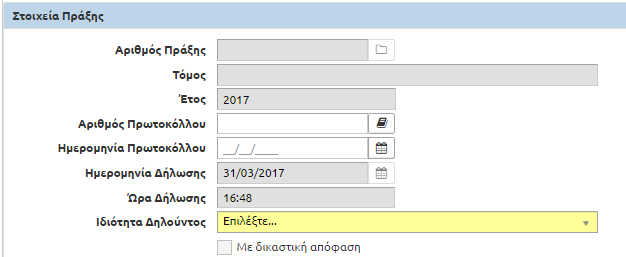 Στοιχεία Πράξης
Αριθμός Πράξης
Τόμος
Έτος 2017
Αριθμός Πρωτοκόλλου
Ημερομηνία Πρωτοκόλλου __/__/____
Ημερομηνία Δήλωσης 31/03/2017
Ώρα Δήλωσης 16:48
Ιδιότητα Δηλούντος Επιλέξτε...
Με δικαστική απόφαση